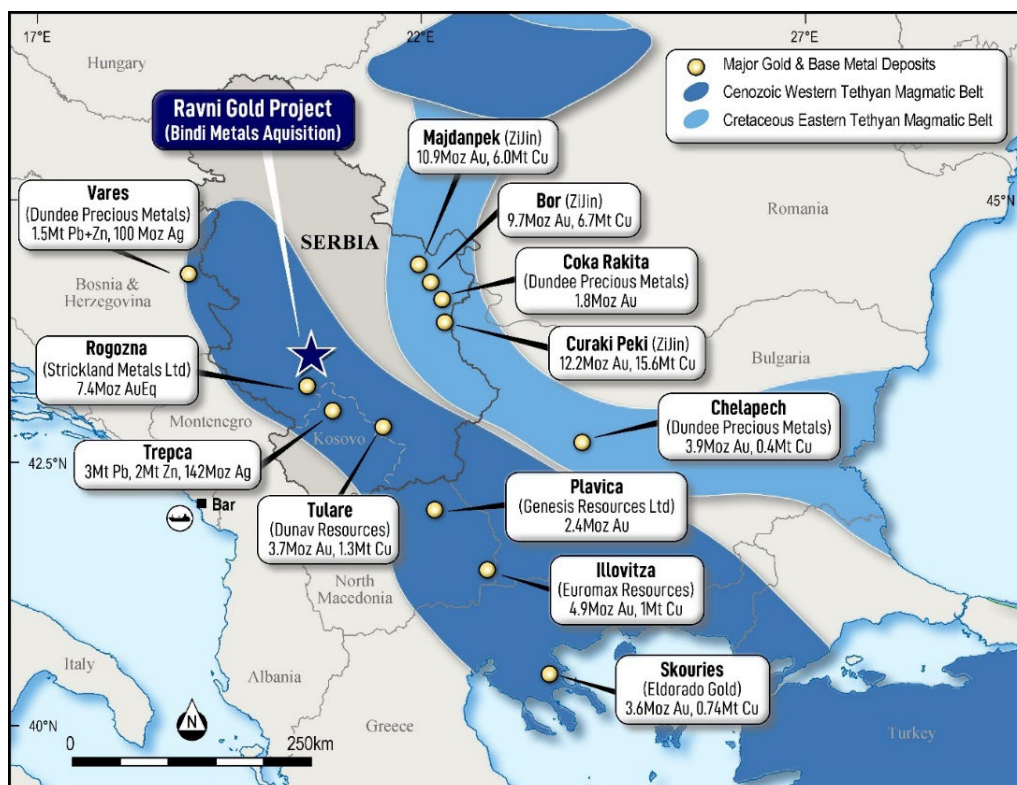 17°E
22°E
27°E
Hungary
Major Gold & Base Metal Deposits
Cenozoic Western Tethyan Magmatic Belt
Cretaceous Eastern Tethyan Magmatic Belt
Ravni Gold Project
(Bindi Metals Aquisition)
Majdanpek (ZiJin)
10.9Moz Au, 6.0Mt Cu
Vares
(Dundee Precious Metals)
1.5Mt Pb+Zn, 100 Moz Ag
Bor (ZiJin)
9.7Moz Au, 6.7Mt Cu
45°N
Romania
SERBIA
Coka Rakita
(Dundee Precious Metals)
1.8Moz Au
Bosnia &
Herzegovina
Curaki Peki (ZiJin)
12.2Moz Au, 15.6Mt Cu
Rogozna
(Strickland Metals Ltd)
7.4Moz AuEq
Bulgaria
Montenegro
Kosovo
Chelapech
(Dundee Precious Metals)
3.9Moz Au, 0.4Mt Cu
42.5°N
Trepca
3Mt Pb, 2Mt Zn, 142Moz Ag
Bar
Tulare
(Dunav Resources)
3.7Moz Au, 1.3Mt Cu
Plavica
(Genesis Resources Ltd)
2.4Moz Au
North
Macedonia
Illovitza
(Euromax Resources)
4.9Moz Au, 1Mt Cu
Italy
Albania
Skouries
(Eldorado Gold)
3.6Moz Au, 0.74Mt Cu
40°N
N
Greece
Turkey
0
250km